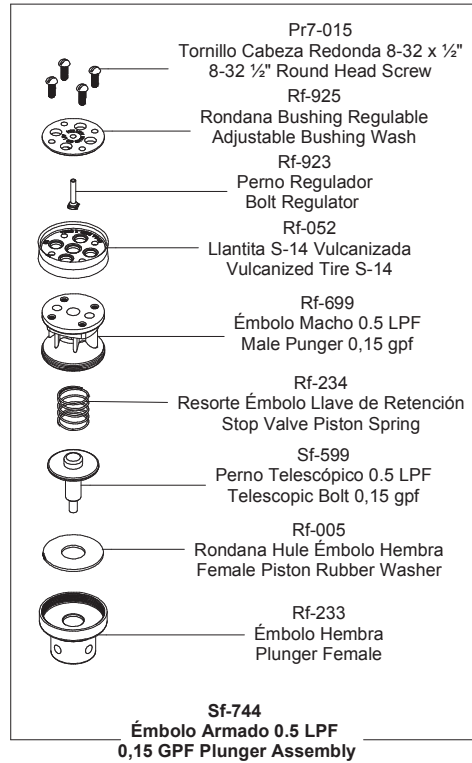 Pr7-015
Tornillo Cabeza Redonda 8-32 x ½"
8-32 ½" Round Head Screw
Rf-925
Rondana Bushing Regulable
Adjustable Bushing Wash
Rf-923
Perno Regulador
Bolt Regulator
Rf-052
Llantita S-14 Vulcanizada
Vulcanized Tire S-14
Rf-699
Émbolo Macho 0.5 LPF
Male Punger 0,15 gpf
Rf-234
Resorte Émbolo Llave de Retención
Stop Valve Piston Spring
Sf-599
Perno Telescópico 0.5 LPF
Telescopic Bolt 0,15 gpf
Rf-005
Rondana Hule Émbolo Hembra
Female Piston Rubber Washer
Rf-233
Émbolo Hembra
Plunger Female
Sf-744
Émbolo Armado 0.5 LPF
0,15 GPF Plunger Assembly